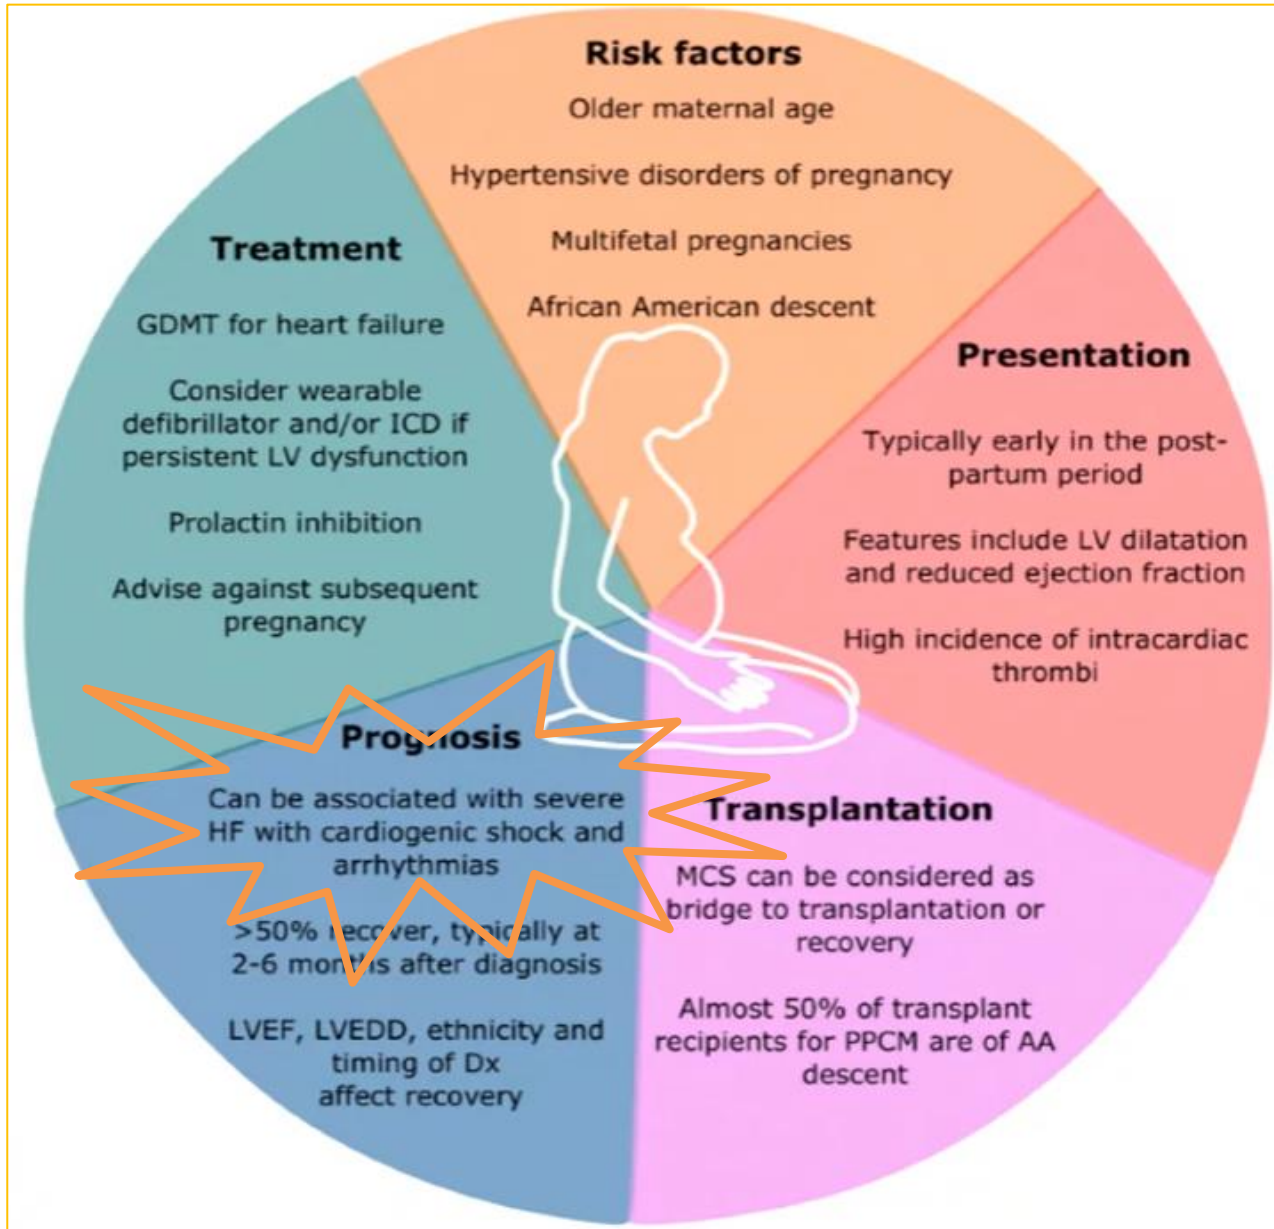 Risk factors
Older maternal age
Hypertensive disorders of pregnancy
Multifetal pregnancies
African American descent
Presentation
Typically early in the post-
partum period
Features include LV dilatation
and reduced ejection fraction
High incidence of intracardiac
thrombi
Transplantation
MCS can be considered as
bridge to transplantation or
recovery
Almost 50% of transplant
recipients for PPCM are of AA
descent
Prognosis
Can be associated with severe
HF with cardiogenic shock and
arrhythmias
>50% recover, typically at
2-6 months after diagnosis
LVEF, LVEDD, ethnicity and
timing of Dx
affect recovery
Treatment
GDMT for heart failure
Consider wearable
defibrillator and/or ICD if
persistent LV dysfunction
Prolactin inhibition
Advise against subsequent
pregnancy